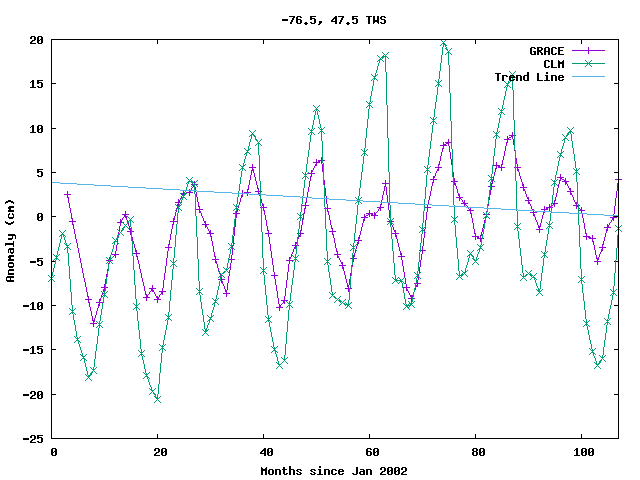 -76.5, 47.5 TWS
GRACE
CLM
Trend Line
20
15
10
5
0
-5
-10
-15
-20
-25
Anomaly (cm)
0 20 40 60 80 100
Months since Jan 2002